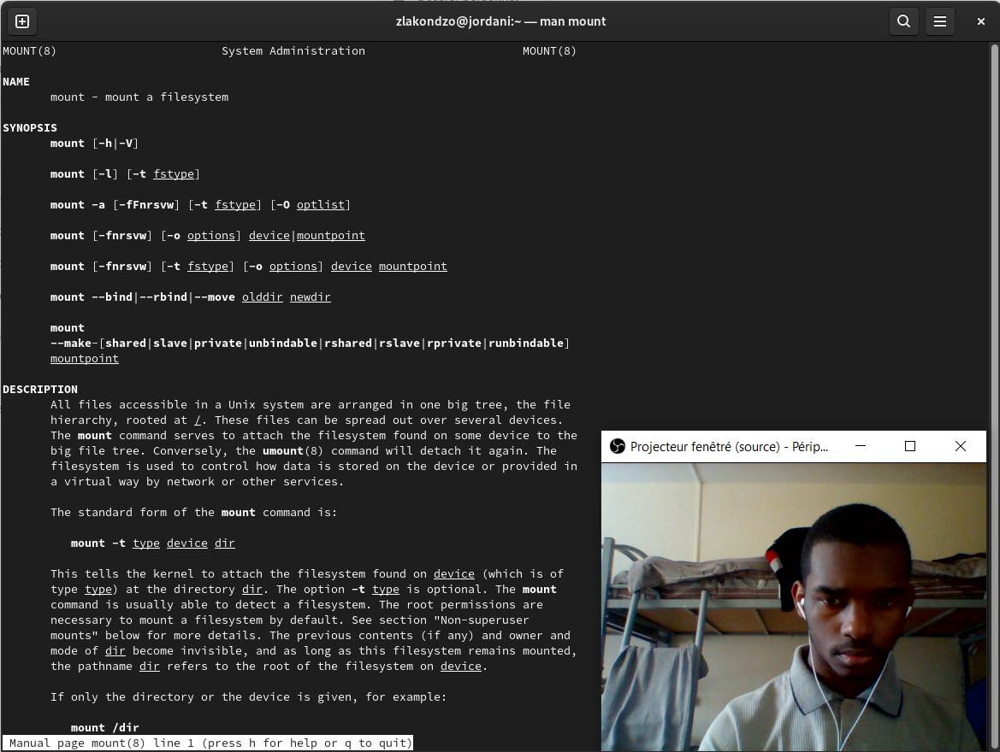 zlakondzo@jordani:~ — man mount
MOUNT(8) System Administration MOUNT(8)
NAME
mount - mount a filesystem
SYNOPSIS
mount [-h|-V]
mount [-l] [-t fstype]
mount -a [-fFnrsvw] [-t fstype] [-O optlist]
mount [-fnrsvw] [-o options] device|mountpoint
mount [-fnrsvw] [-t fstype] [-o options] device mountpoint
mount --bind|--rbind|--move olddir newdir
mount
--make-[shared|slave|private|unbindable|rshared|rslave|rprivate|runbindable]
mountpoint
DESCRIPTION
All files accessible in a Unix system are arranged in one big tree, the file
hierarchy, rooted at /. These files can be spread out over several devices.
The mount command serves to attach the filesystem found on some device to the
big file tree. Conversely, the umount(8) command will detach it again. The
filesystem is used to control how data is stored on the device or provided in
a virtual way by network or other services.
The standard form of the mount command is:
mount -t type device dir
This tells the kernel to attach the filesystem found on device (which is of
type type) at the directory dir. The option -t type is optional. The mount
command is usually able to detect a filesystem. The root permissions are
necessary to mount a filesystem by default. See section "Non-superuser
mounts" below for more details. The previous contents (if any) and owner and
mode of dir become invisible, and as long as this filesystem remains mounted,
the pathname dir refers to the root of the filesystem on device.
If only the directory or the device is given, for example:
mount /dir
Manual page mount(8) line 1 (press h for help or q to quit)
Projecteur fenêtré (source) - Périp...